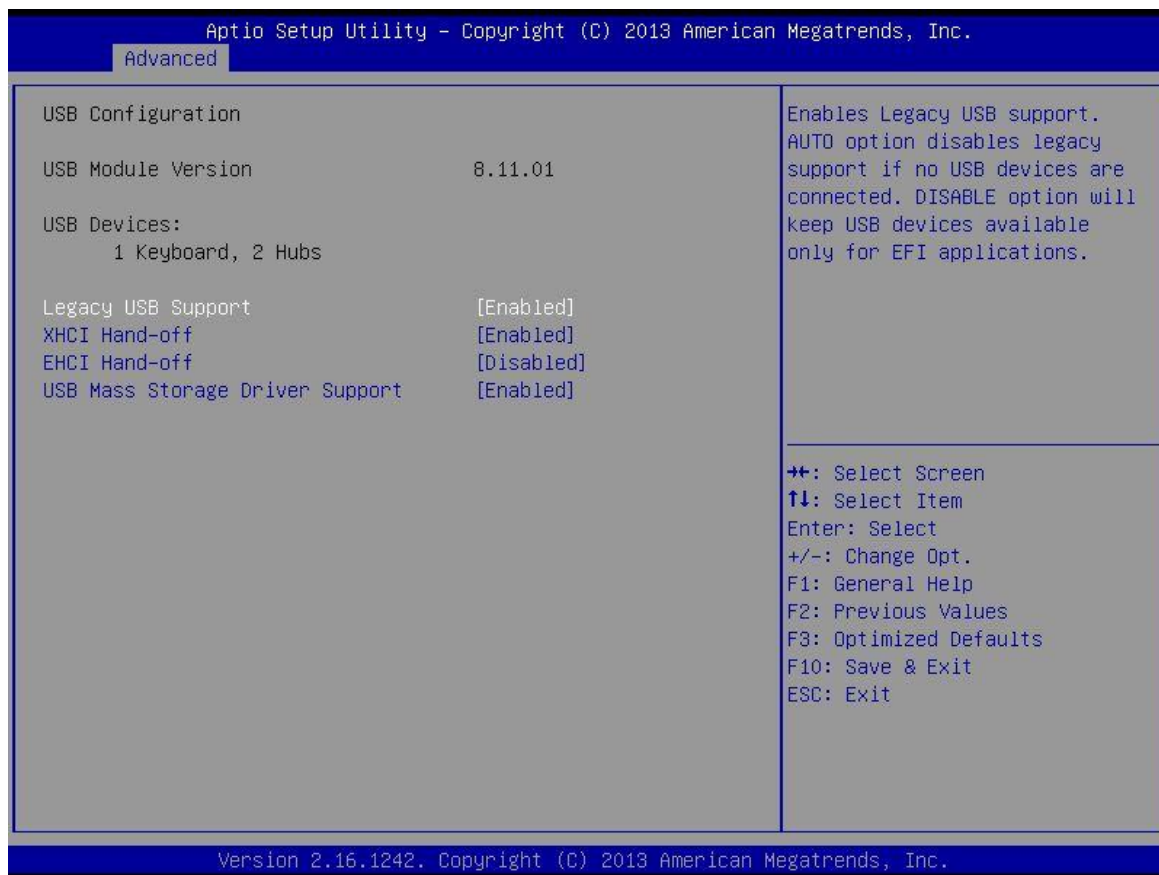 Aptio Setup Utility – Copyright (C) 2013 American Megatrends, Inc.
Advanced
USB Configuration
USB Module Version 8.11.01
USB Devices:
1 Keyboard, 2 Hubs
Legacy USB Support [Enabled]
XHCI Hand-off [Enabled]
EHCI Hand-off [Disabled]
USB Mass Storage Driver Support [Enabled]
Enables Legacy USB support.
AUTO option disables legacy
support if no USB devices are
connected. DISABLE option will
keep USB devices available
only for EFI applications.
→←: Select Screen
↑↓: Select Item
Enter: Select
+/-: Change Opt.
F1: General Help
F2: Previous Values
F3: Optimized Defaults
F10: Save & Exit
ESC: Exit
Version 2.16.1242. Copyright (C) 2013 American Megatrends, Inc.